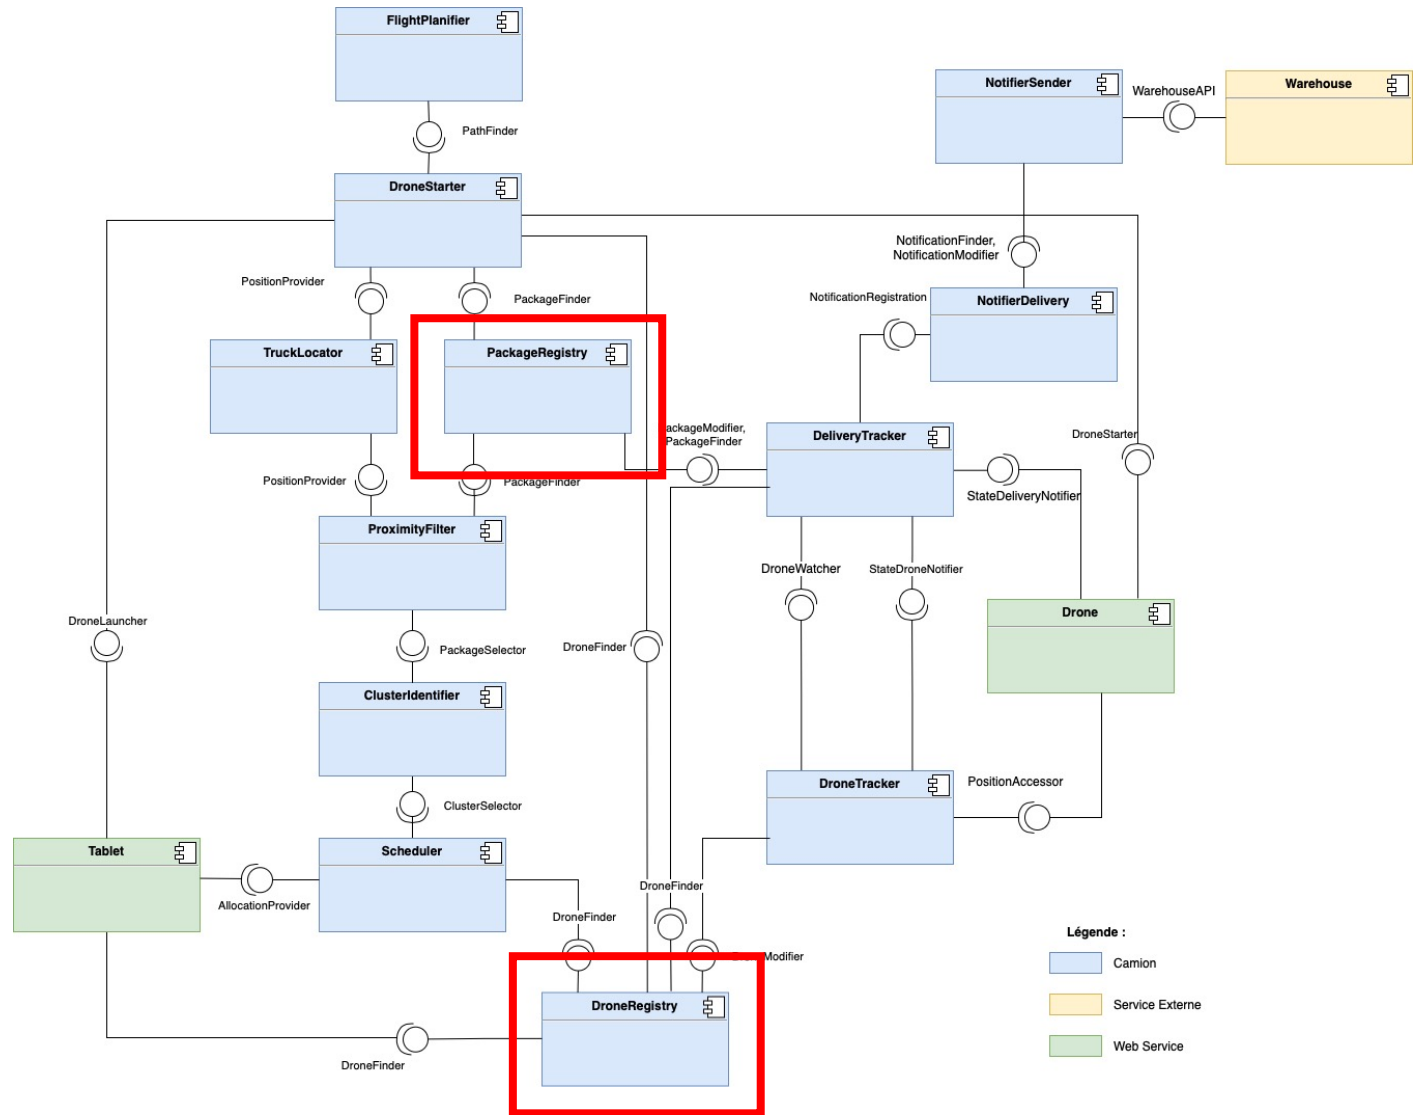 FlightPlanifier
NotifierSender
WarehouseAPI
Warehouse
PathFinder
DroneStarter
NotificationFinder,
NotificationModifier
PositionProvider
PackageFinder
NotificationRegistration
NotifierDelivery
TruckLocator
PackageRegistry
ackageModifier,
PackageFinder
DeliveryTracker
DroneStarter
PositionProvider
PackageFinder
StateDeliveryNotifier
ProximityFilter
DroneWatcher
StateDroneNotifier
Drone
DroneLauncher
PackageSelector
DroneFinder
ClusterIdentifier
DroneTracker
PositionAccessor
ClusterSelector
Tablet
Scheduler
AllocationProvider
DroneFinder
DroneFinder
Modifier
Légende :
Camion
DroneRegistry
Service Externe
Web Service
DroneFinder